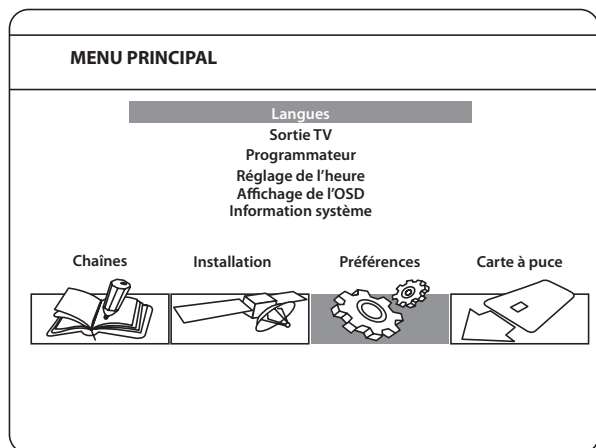 MENU PRINCIPAL
Langues
Sortie TV
Programmateur
Réglage de l’heure
Affichage de l’OSD
Information système
Chaînes Installation Préférences Carte à puce